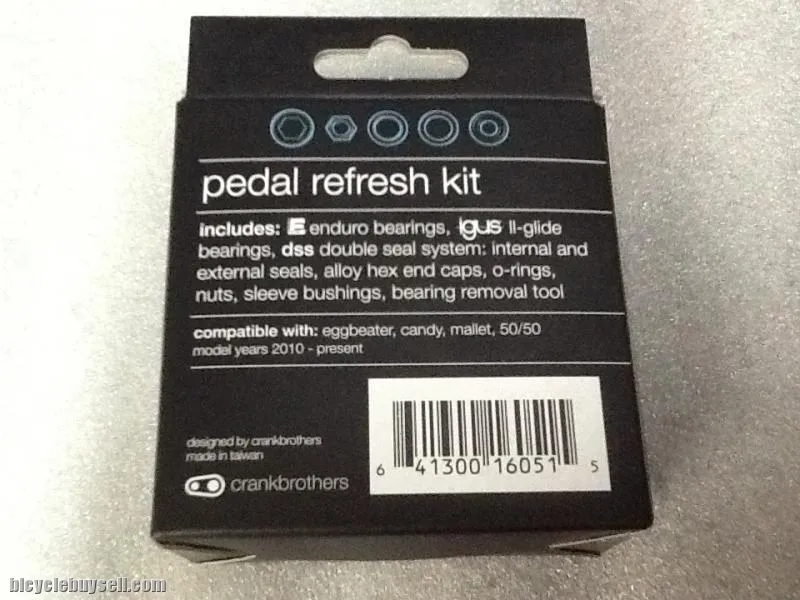 pedal refresh kit
includes: E enduro bearings, igus ll-glide
bearings, dss double seal system: internal and
external seals, alloy hex end caps, o-rings,
nuts, sleeve bushings, bearing removal tool
compatible with: eggbeater, candy, mallet, 50/50
model years 2010 - present
designed by crankbrothers
made in taiwan
crankbrothers
6 41300 16051 5
bicyclebuysell.com